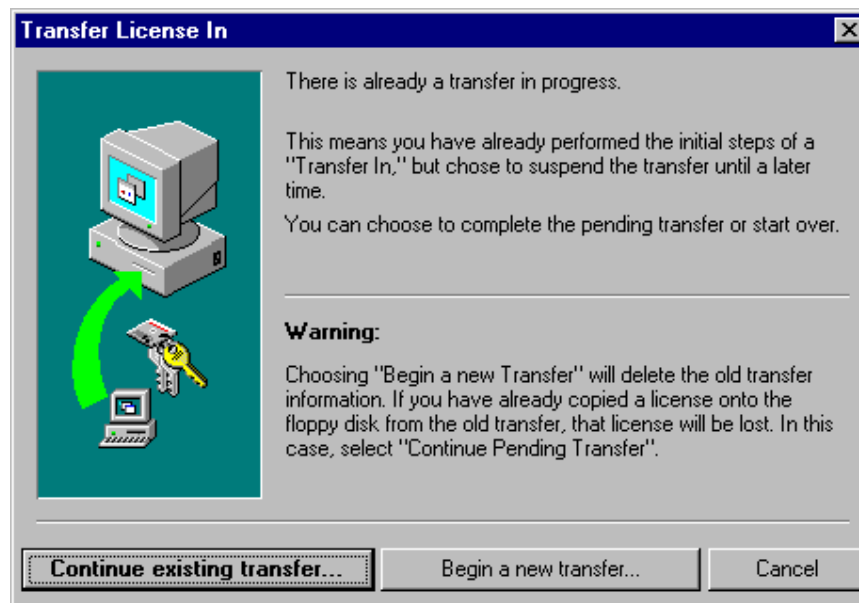 Transfer License In
There is already a transfer in progress.
This means you have already performed the initial steps of a
"Transfer In," but chose to suspend the transfer until a later
time.
You can choose to complete the pending transfer or start over.
Warning:
Choosing "Begin a new Transfer" will delete the old transfer
information. If you have already copied a license onto the
floppy disk from the old transfer, that license will be lost. In this
case, select "Continue Pending Transfer".
Continue existing transfer...
Begin a new transfer...
Cancel